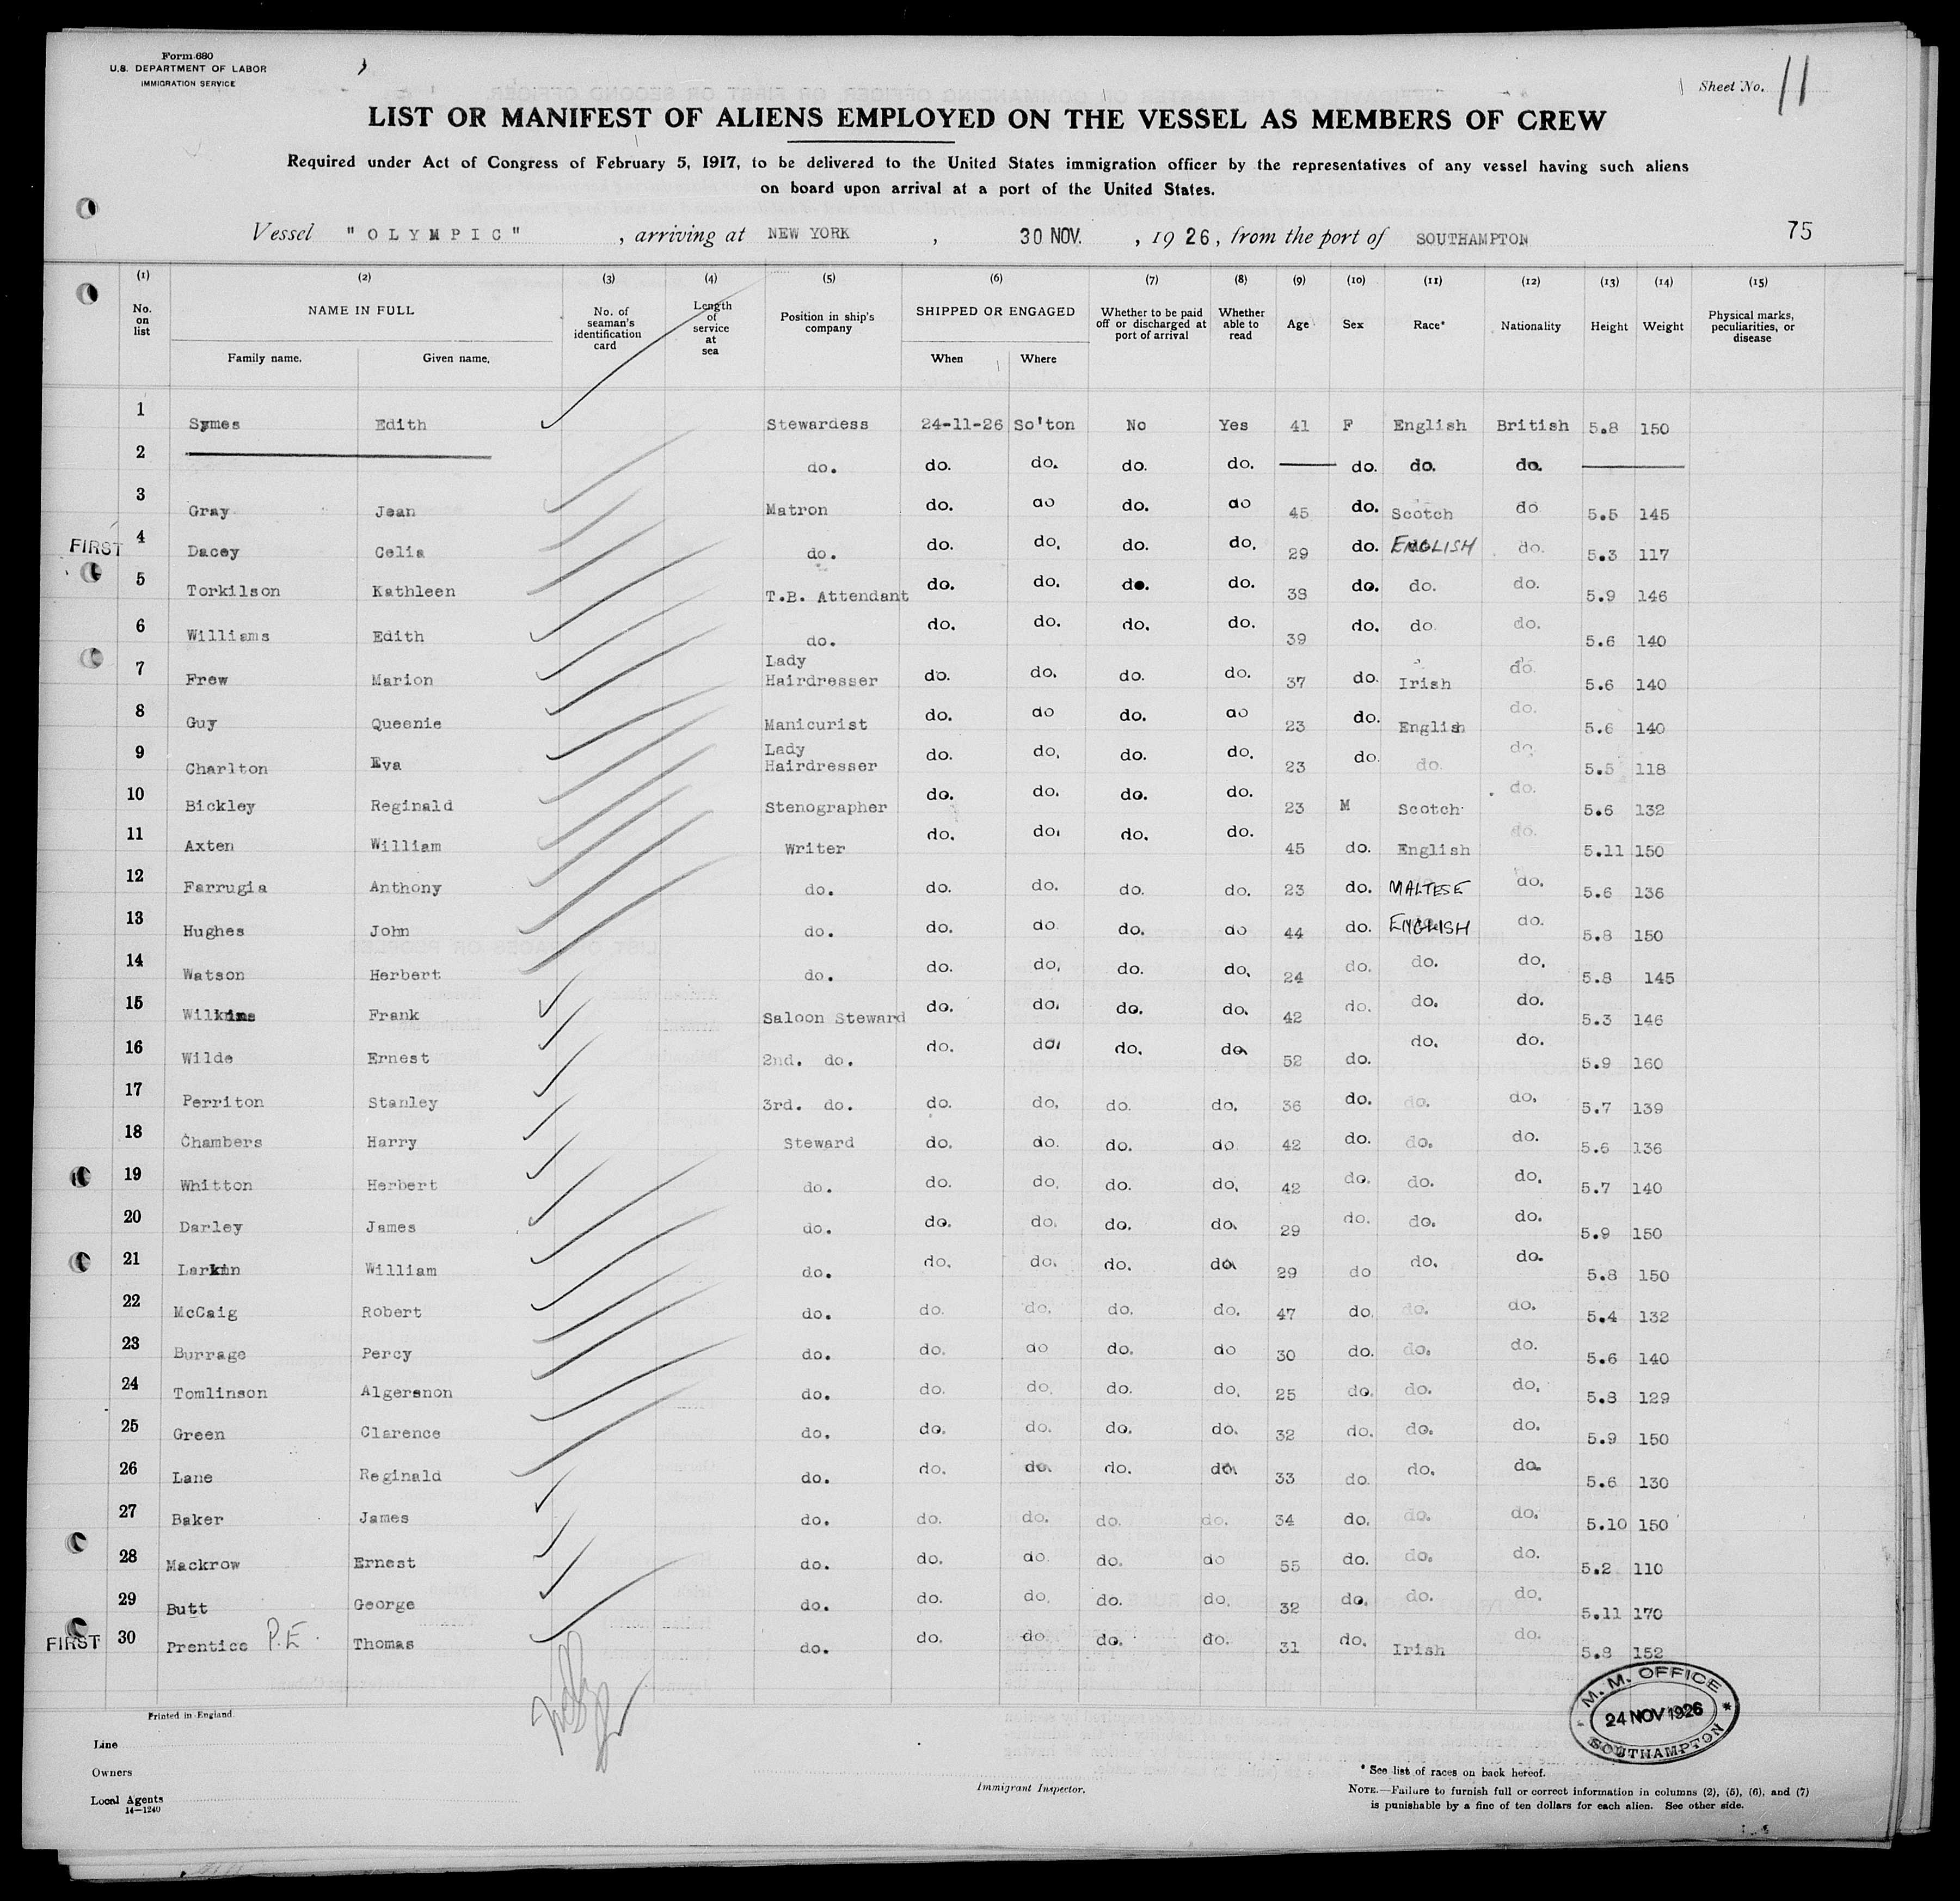 Form 680
U.S. DEPARTMENT OF LABOR
IMMIGRATION SERVICE
Sheet No. 11
LIST OR MANIFEST OF ALIENS EMPLOYED ON THE VESSEL AS MEMBERS OF CREW
Required under Act of Congress of February 5, 1917, to be delivered to the United States immigration officer by the representatives of any vessel having such aliens
on board upon arrival at a port of the United States.
Vessel "OLYMPIC", arriving at NEW YORK, 30 NOV., 1926, from the port of SOUTHAMPTON 75
(1) (2) (3) (4) (5) (6) (7) (8) (9) (10) (11) (12) (13) (14) (15)
No. on list NAME IN FULL Family name. Given name. No. of seaman's identification card Length of service at sea Position in ship's company SHIPPED OR ENGAGED When Where Whether to be paid off or discharged at port of arrival Whether able to read Age Sex Race* Nationality Height Weight Physical marks, peculiarities, or disease
1 Symes Edith Stewardess 24-11-26 So'ton No Yes 41 F English British 5.8 150
2 do. do. do. do. do. do. do. do.
3 Gray Jean Matron do. do do. do 45 do. Scotch do 5.5 145
FIRST 4 Dacey Celia do. do. do. do. do. 29 do. ENGLISH do. 5.3 117
5 Torkilson Kathleen T.B. Attendant do. do. do. do. 38 do. do. do. 5.9 146
6 Williams Edith do. do. do. do. do. 39 do. do do. 5.6 140
7 Frew Marion Lady Hairdresser do. do. do. do. 37 do. Irish do. 5.6 140
8 Guy Queenie Manicurist do. do do. do 23 do. English do. 5.6 140
9 Charlton Eva Lady Hairdresser do. do. do. do. 23 do. do. do. 5.5 118
10 Bickley Reginald Stenographer do. do. do. do. 23 M Scotch do. 5.6 132
11 Axten William Writer do. do. do. do. 45 do. English do. 5.11 150
12 Farrugia Anthony do. do. do. do. do. 23 do. MALTESE do. 5.6 136
13 Hughes John do. do. do do. do 44 do. ENGLISH do. 5.8 150
14 Watson Herbert do. do. do. do. do. 24 do. do. do. 5.8 145
15 Wilkins Frank Saloon Steward do. do. do. do. 42 do. do. do. 5.3 146
16 Wilde Ernest 2nd. do. do. do. do. do. 52 do. do. do. 5.9 160
17 Perriton Stanley 3rd. do. do. do. do. do. 36 do. do. do. 5.7 139
18 Chambers Harry Steward do. do. do. do 42 do. do. do. 5.6 136
19 Whitton Herbert do. do. do. do. do. 42 do. do. do. 5.7 140
20 Darley James do. do. do. do. do. 29 do. do. do. 5.9 150
21 Larkin William do. do. do. do. do. 29 do do. do. 5.8 150
22 McCaig Robert do. do. do. do. do. 47 do. do. do. 5.4 132
23 Burrage Percy do. do. do do. do 30 do. do. do. 5.6 140
24 Tomlinson Algersnon do. do. do. do. do. 25 do. do. do. 5.8 129
25 Green Clarence do. do. do. do. do. 32 do. do. do. 5.9 150
26 Lane Reginald do. do. do. do. do. 33 do. do. do. 5.6 130
27 Baker James do. do. do. do. do. 34 do. do. do. 5.10 150
28 Mackrow Ernest do. do. do. do. do 55 do. do. do. 5.2 110
29 Butt George do. do. do. do. do. 32 do. do. do. 5.11 170
FIRST 30 Prentice P.E. Thomas do. do. do. do. do. 31 do. Irish do. 5.8 152
M. M. OFFICE
24 NOV 1926
SOUTHAMPTON
Printed in England.
Line
Owners
Local Agents
14—1240
Immigrant Inspector.
* See list of races on back hereof.
NOTE.—Failure to furnish full or correct information in columns (2), (5), (6), and (7)
is punishable by a fine of ten dollars for each alien. See other side.